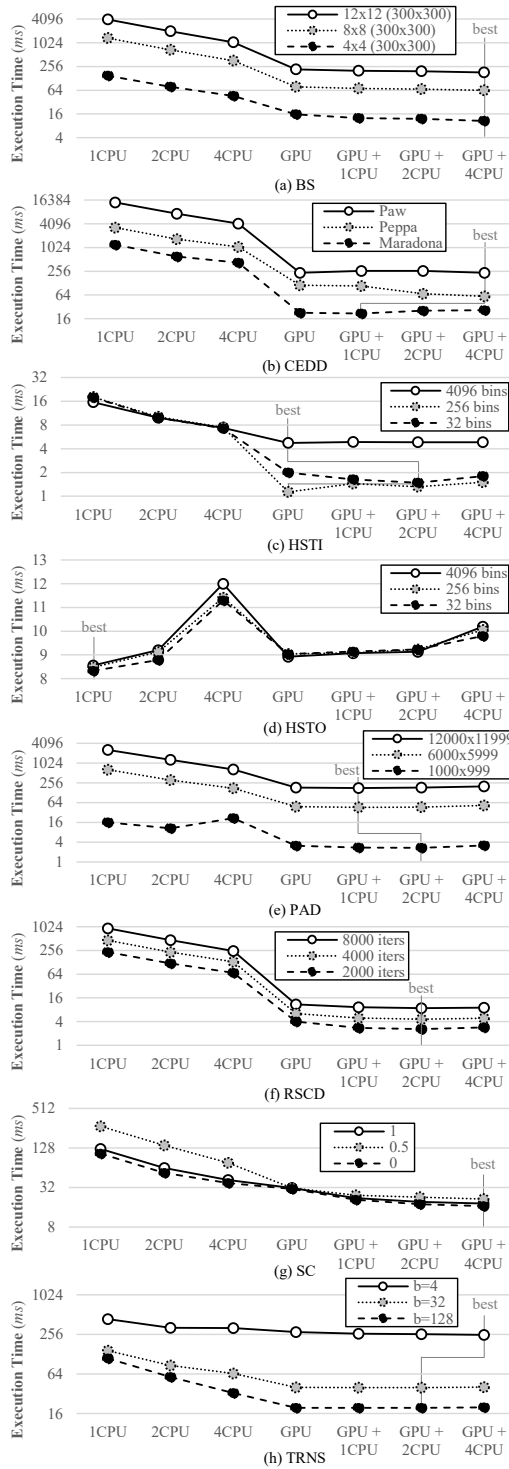 Execution Time (ms)
4096
1024
256
64
16
4
12x12 (300x300)
8x8 (300x300)
4x4 (300x300)
best
1CPU 2CPU 4CPU GPU GPU + 1CPU GPU + 2CPU GPU + 4CPU
(a) BS
Execution Time (ms)
16384
4096
1024
256
64
16
Paw
Peppa
Maradona
best
1CPU 2CPU 4CPU GPU GPU + 1CPU GPU + 2CPU GPU + 4CPU
(b) CEDD
Execution Time (ms)
32
16
8
4
2
1
4096 bins
256 bins
32 bins
best
1CPU 2CPU 4CPU GPU GPU + 1CPU GPU + 2CPU GPU + 4CPU
(c) HSTI
Execution Time (ms)
13
12
11
10
9
8
4096 bins
256 bins
32 bins
best
1CPU 2CPU 4CPU GPU GPU + 1CPU GPU + 2CPU GPU + 4CPU
(d) HSTO
Execution Time (ms)
4096
1024
256
64
16
4
1
12000x11999
6000x5999
1000x999
best
1CPU 2CPU 4CPU GPU GPU + 1CPU GPU + 2CPU GPU + 4CPU
(e) PAD
Execution Time (ms)
1024
256
64
16
4
1
8000 iters
4000 iters
2000 iters
best
1CPU 2CPU 4CPU GPU GPU + 1CPU GPU + 2CPU GPU + 4CPU
(f) RSCD
Execution Time (ms)
512
128
32
8
1
0.5
0
best
1CPU 2CPU 4CPU GPU GPU + 1CPU GPU + 2CPU GPU + 4CPU
(g) SC
Execution Time (ms)
1024
256
64
16
b=4
b=32
b=128
best
1CPU 2CPU 4CPU GPU GPU + 1CPU GPU + 2CPU GPU + 4CPU
(h) TRNS